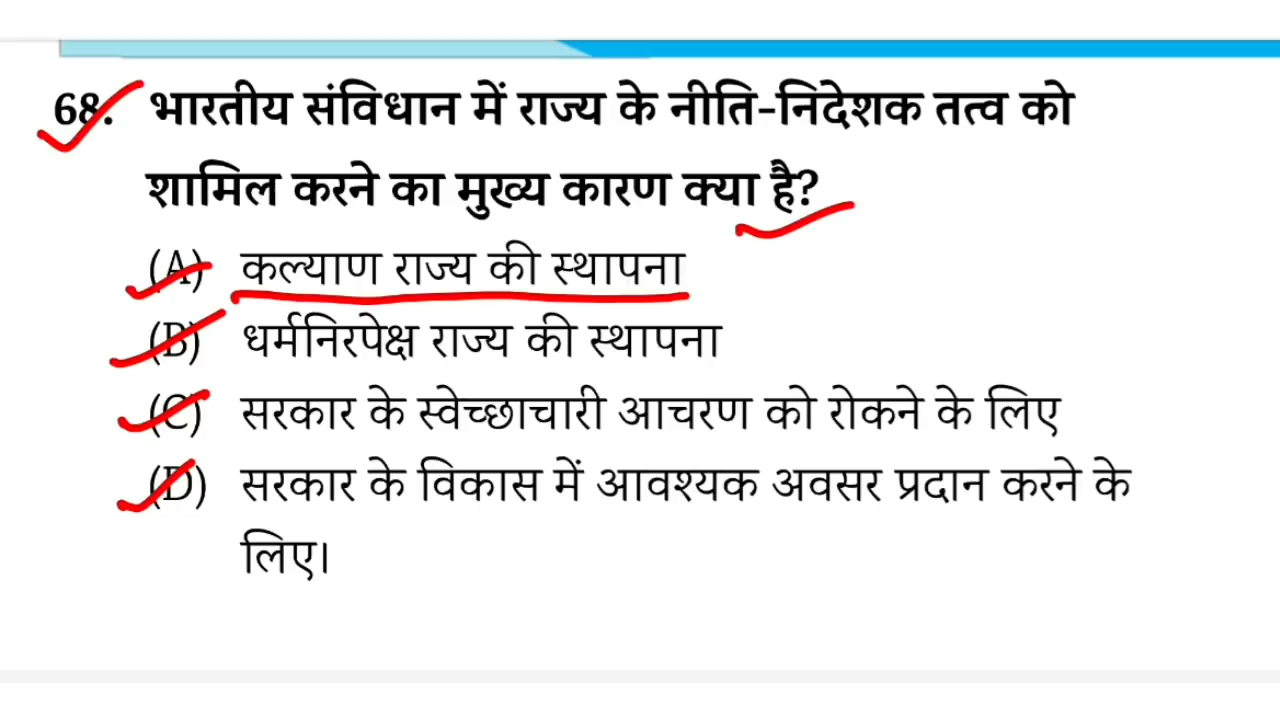 68. भारतीय संविधान में राज्य के नीति-निदेशक तत्व को
शामिल करने का मुख्य कारण क्या है?
(A) कल्याण राज्य की स्थापना
(B) धर्मनिरपेक्ष राज्य की स्थापना
(C) सरकार के स्वेच्छाचारी आचरण को रोकने के लिए
(D) सरकार के विकास में आवश्यक अवसर प्रदान करने के
लिए।